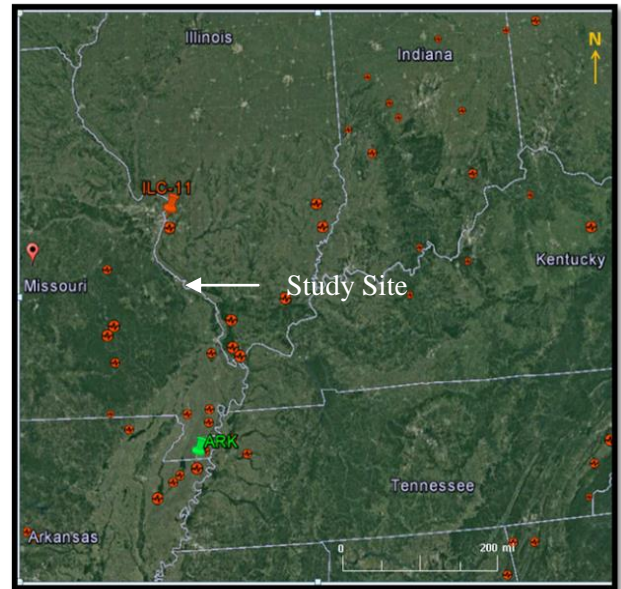 Illinois
Indiana
N
ILC-11
Kentucky
Missouri
Study Site
ARK
Tennessee
Arkansas
0 200 mi